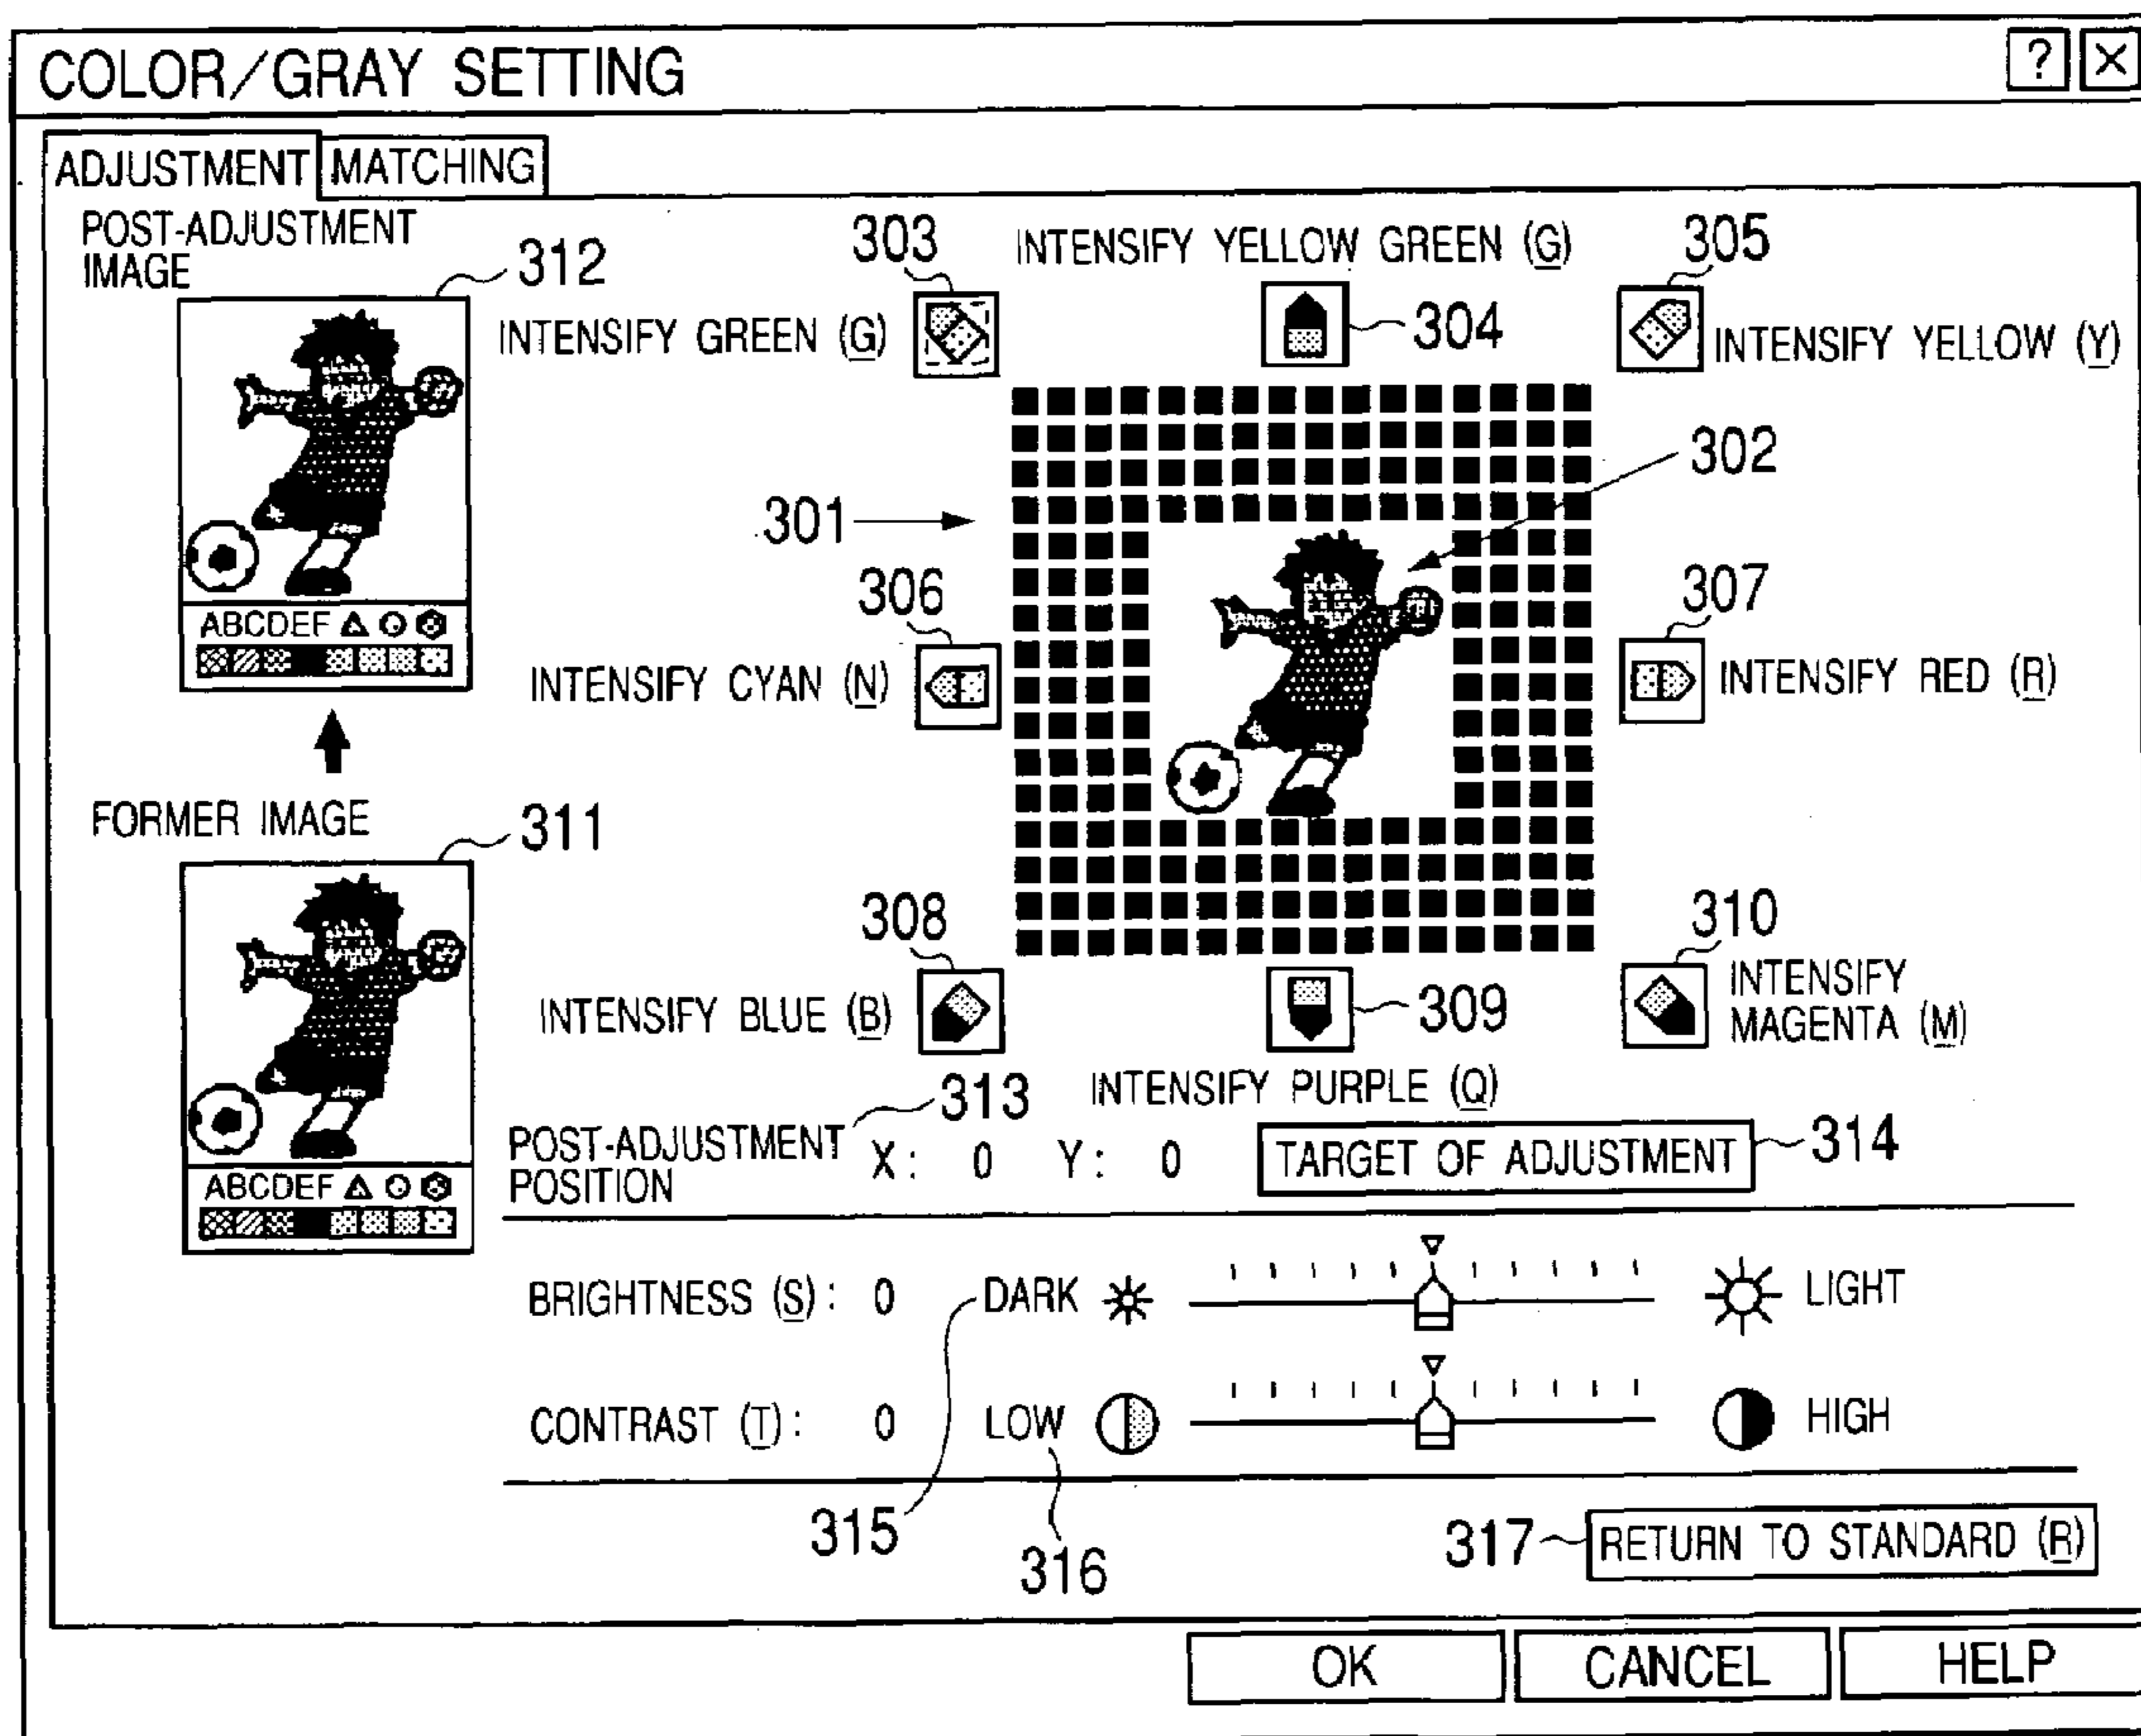 COLOR/GRAY SETTING
? X
ADJUSTMENT MATCHING
POST-ADJUSTMENT
IMAGE
312
ABCDEF
FORMER IMAGE
311
ABCDEF
303
INTENSIFY GREEN (G)
INTENSIFY YELLOW GREEN (G)
304
305
INTENSIFY YELLOW (Y)
301
302
306
INTENSIFY CYAN (N)
307
INTENSIFY RED (R)
308
INTENSIFY BLUE (B)
309
INTENSIFY PURPLE (Q)
310
INTENSIFY
MAGENTA (M)
313
POST-ADJUSTMENT
POSITION
X: 0 Y: 0
TARGET OF ADJUSTMENT
314
BRIGHTNESS (S): 0 DARK LIGHT
CONTRAST (T): 0 LOW HIGH
315
316
317
RETURN TO STANDARD (R)
OK CANCEL HELP